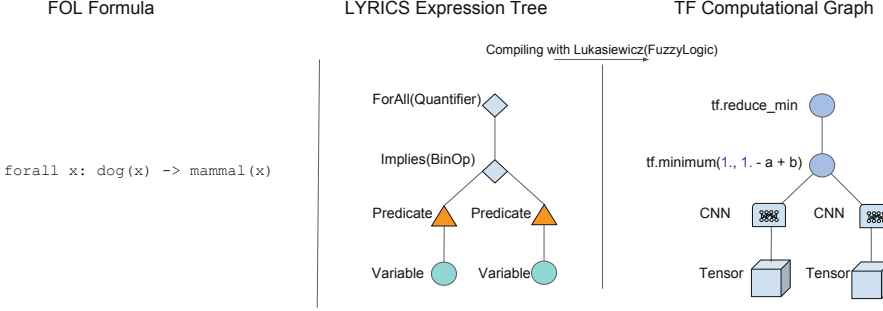 FOL Formula
LYRICS Expression Tree
TF Computational Graph
Compiling with Lukasiewicz(FuzzyLogic)
forall x: dog(x) -> mammal(x)
ForAll(Quantifier)
Implies(BinOp)
Predicate Predicate
Variable Variable
tf.reduce_min
tf.minimum(1., 1. - a + b)
CNN CNN
Tensor Tensor